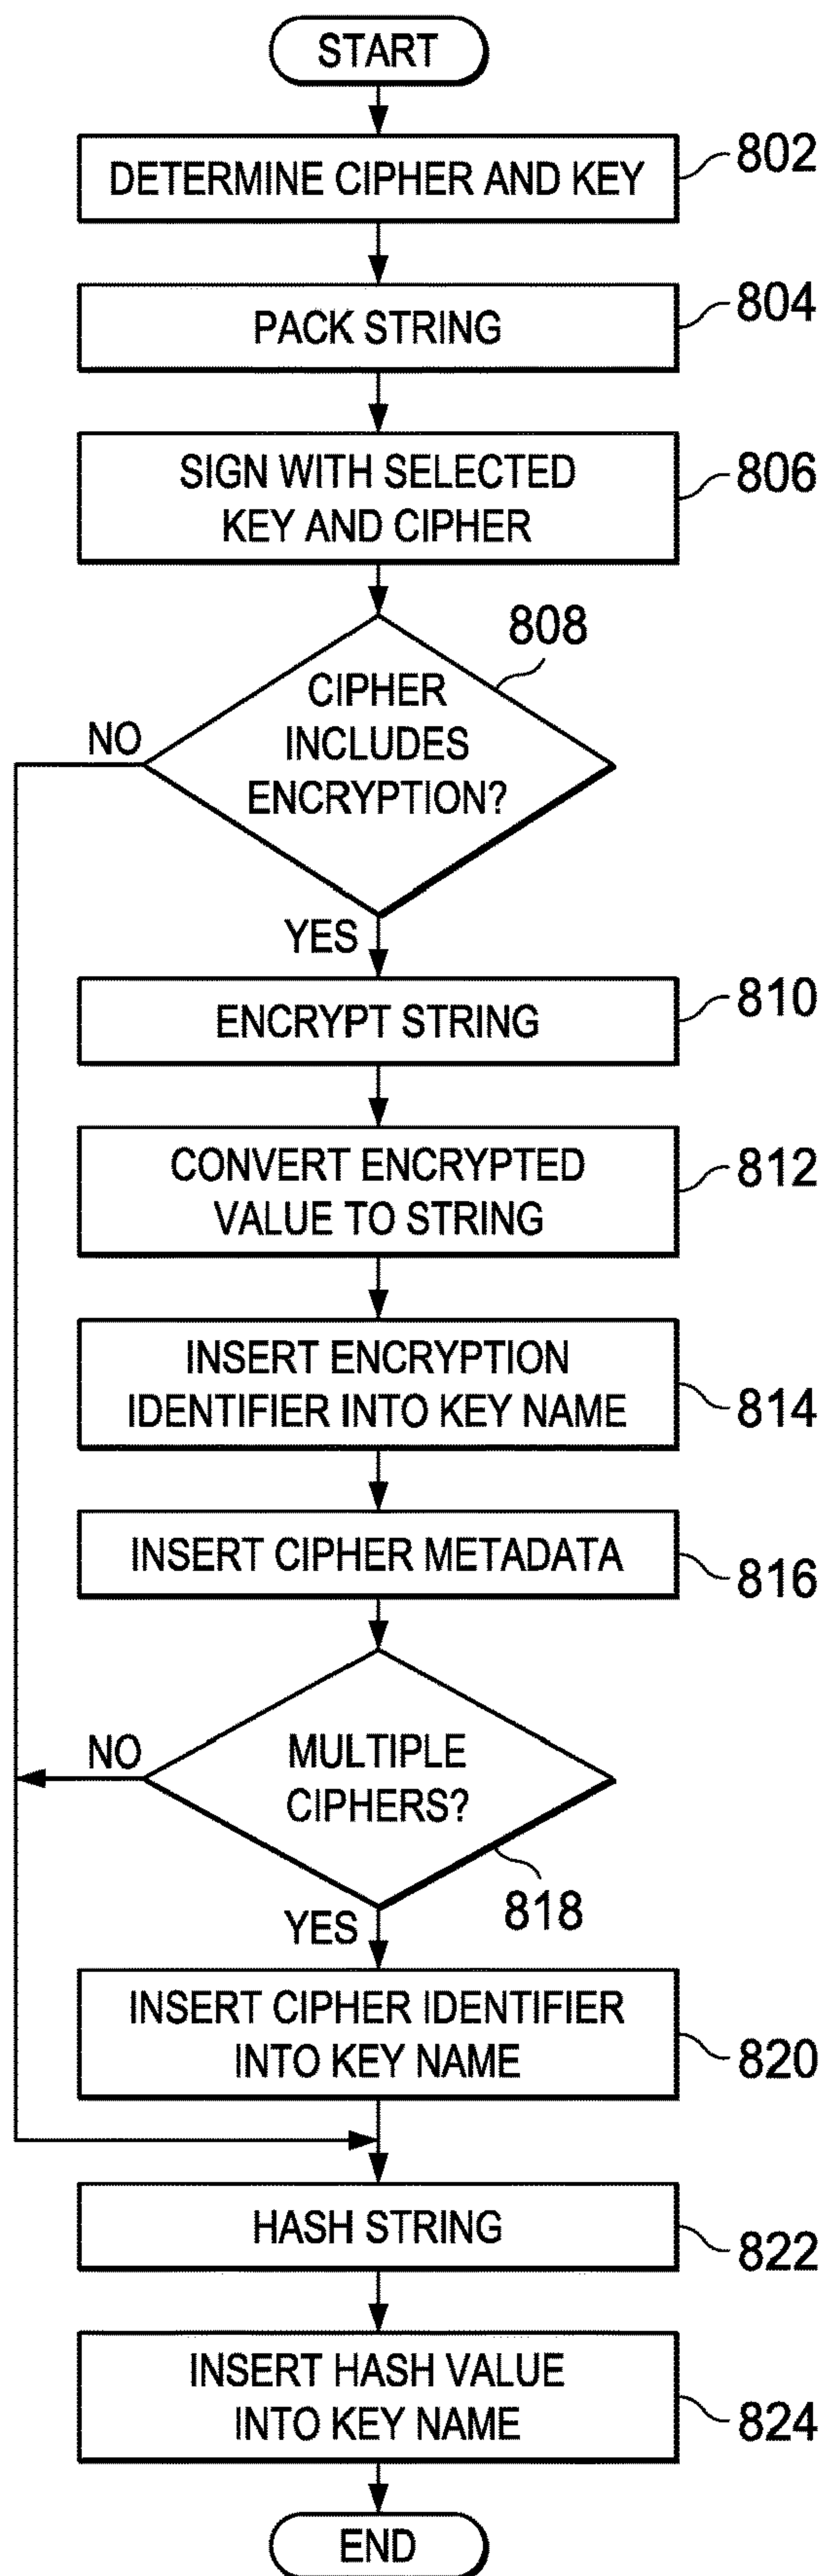 START
DETERMINE CIPHER AND KEY
802
PACK STRING
804
SIGN WITH SELECTED
KEY AND CIPHER
806
808
CIPHER
INCLUDES
ENCRYPTION?
NO
YES
ENCRYPT STRING
810
CONVERT ENCRYPTED
VALUE TO STRING
812
INSERT ENCRYPTION
IDENTIFIER INTO KEY NAME
814
INSERT CIPHER METADATA
816
NO
MULTIPLE
CIPHERS?
818
YES
INSERT CIPHER IDENTIFIER
INTO KEY NAME
820
HASH STRING
822
INSERT HASH VALUE
INTO KEY NAME
824
END